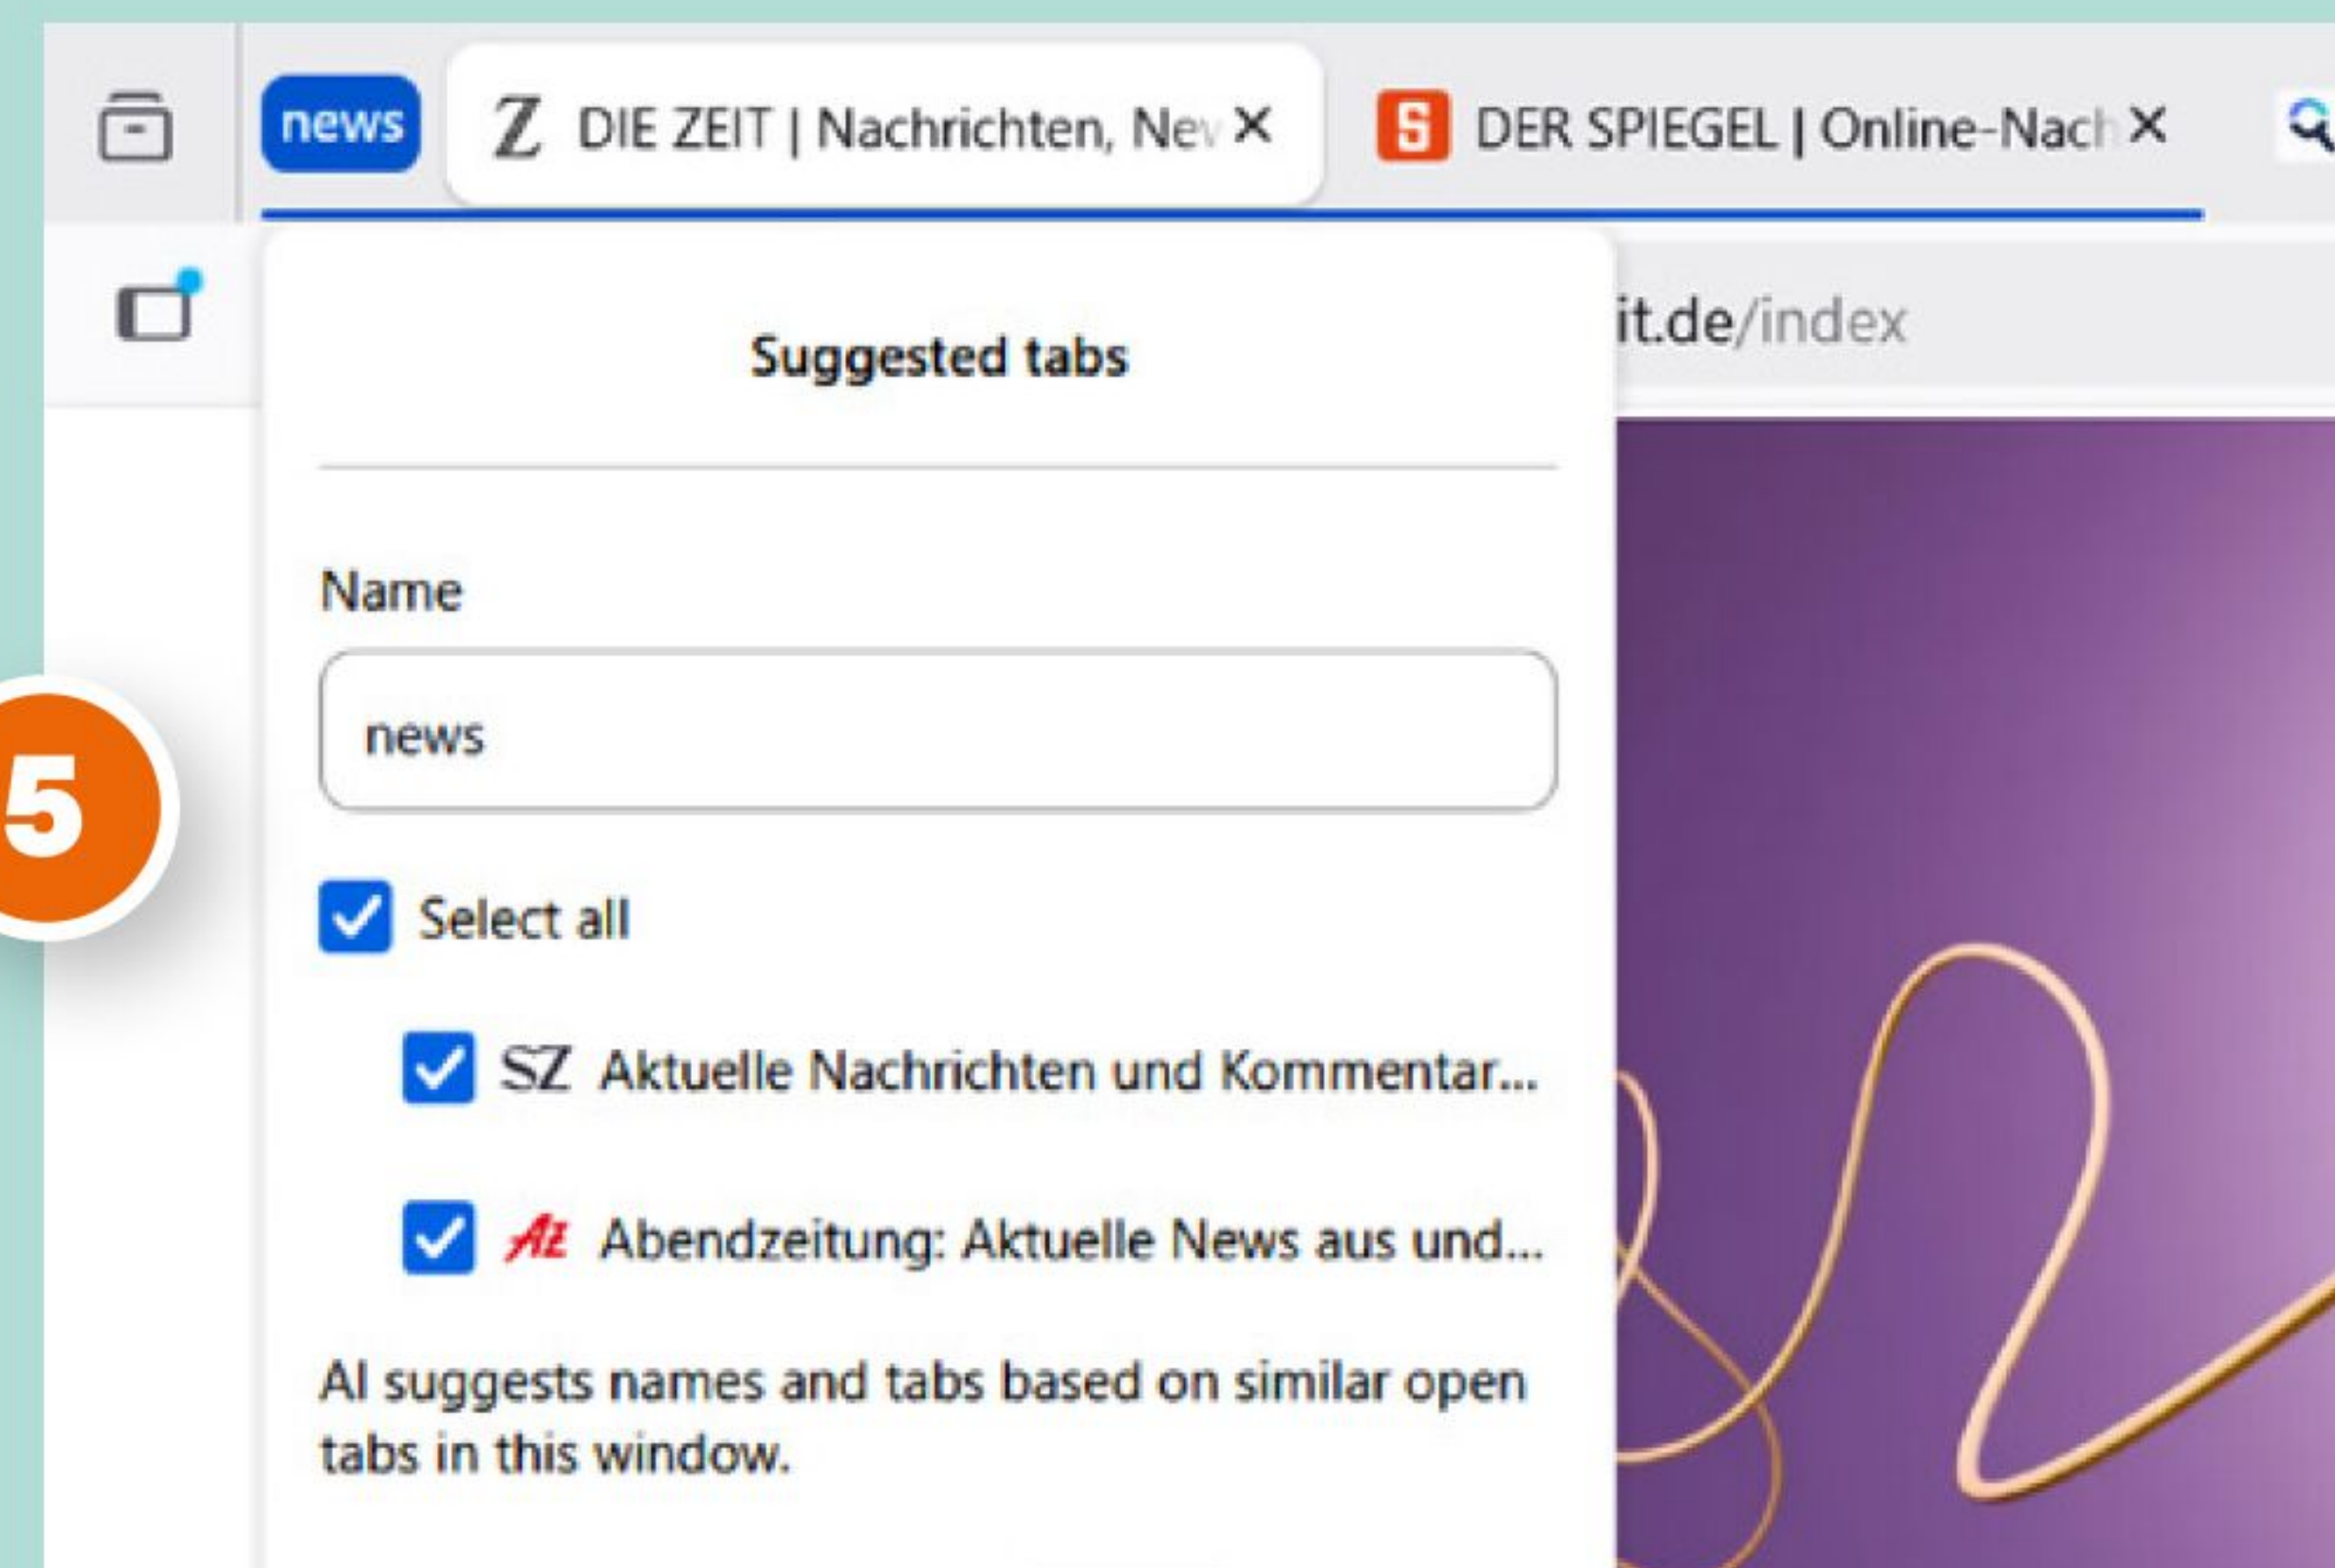 news
Z DIE ZEIT | Nachrichten, Nev
S DER SPIEGEL | Online-Nach
it.de/index
Suggested tabs
Name
news
5
Select all
SZ Aktuelle Nachrichten und Kommentar...
AZ Abendzeitung: Aktuelle News aus und...
AI suggests names and tabs based on similar open
tabs in this window.